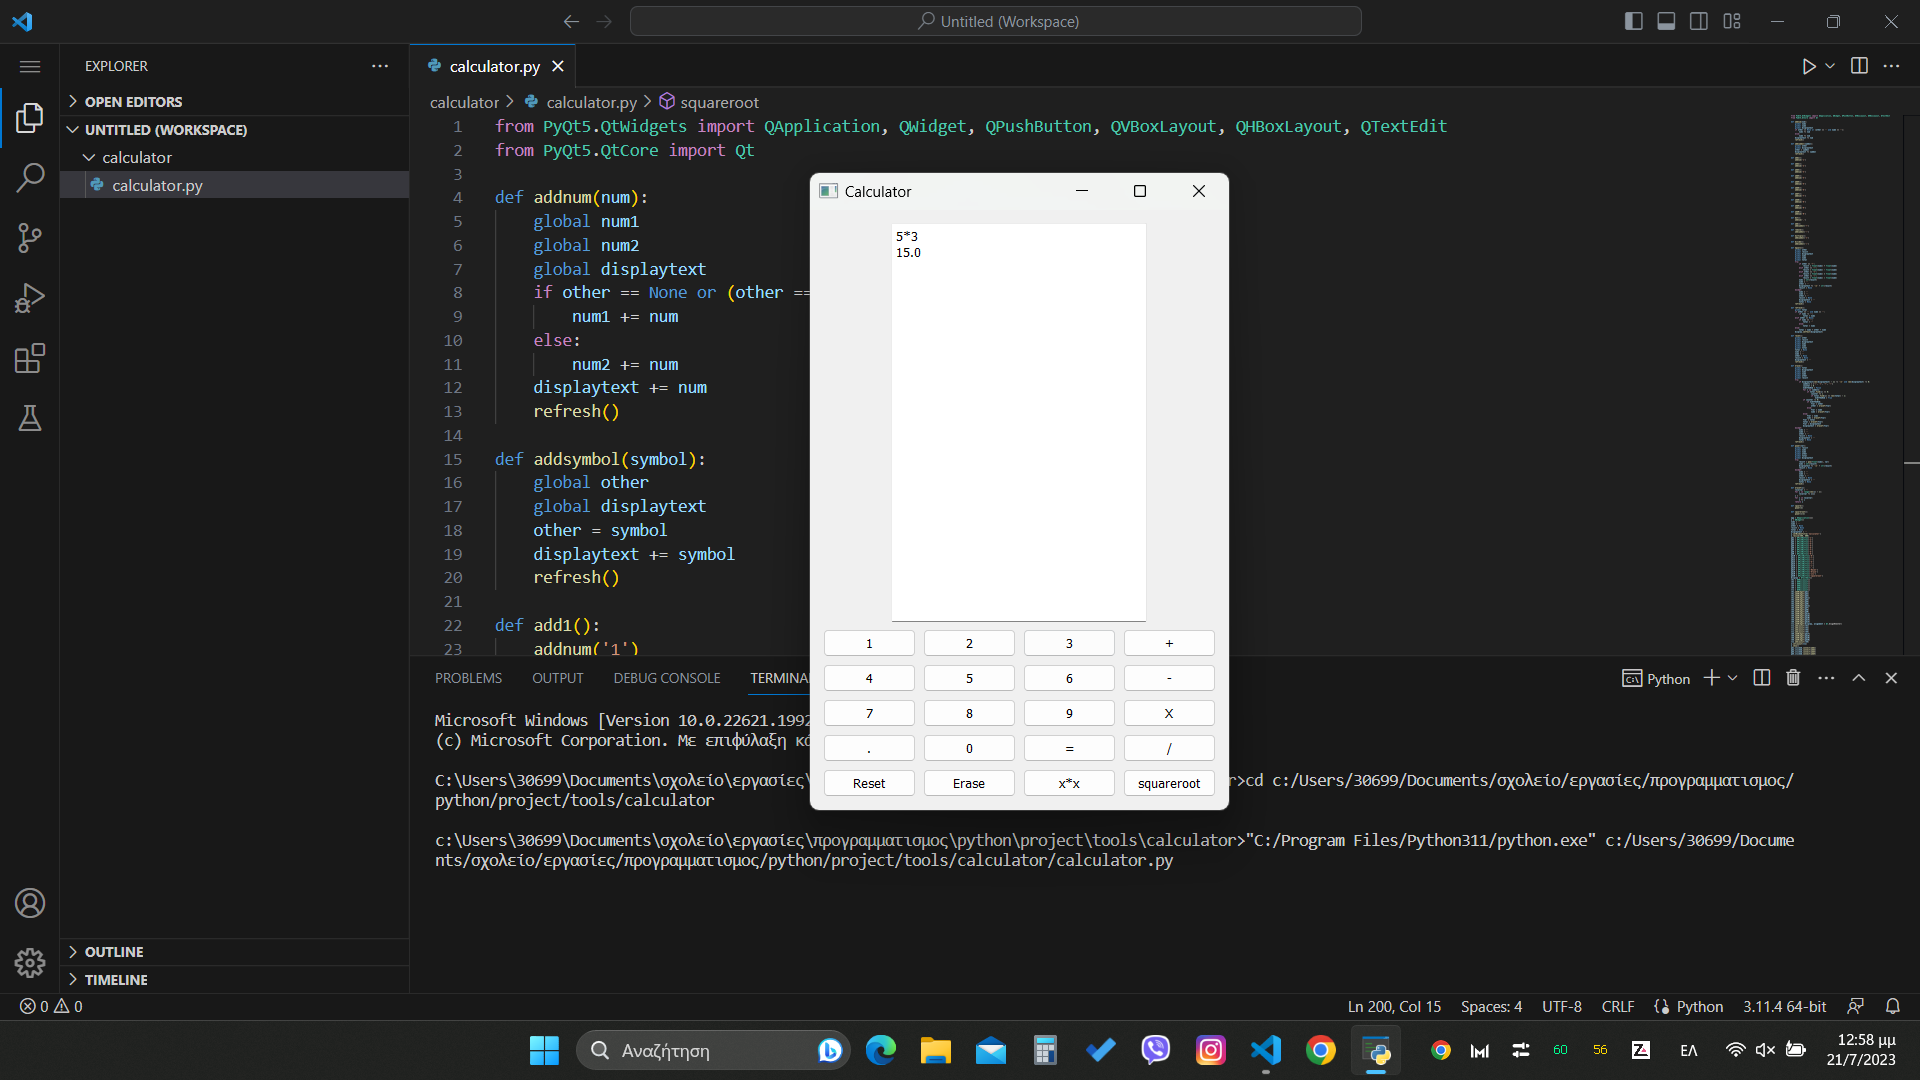 Untitled (Workspace)
EXPLORER
OPEN EDITORS
UNTITLED (WORKSPACE)
calculator
calculator.py
OUTLINE
TIMELINE
calculator.py
calculator > calculator.py > squareroot
1 from PyQt5.QtWidgets import QApplication, QWidget, QPushButton, QVBoxLayout, QHBoxLayout, QTextEdit
2 from PyQt5.QtCore import Qt
3
4 def addnum(num):
5 global num1
6 global num2
7 global displaytext
8 if other == None or (other ==
9 num1 += num
10 else:
11 num2 += num
12 displaytext += num
13 refresh()
14
15 def addsymbol(symbol):
16 global other
17 global displaytext
18 other = symbol
19 displaytext += symbol
20 refresh()
21
22 def add1():
23 addnum('1')
Calculator
5*3
15.0
1 2 3 +
4 5 6 -
7 8 9 X
. 0 = /
Reset Erase x*x squareroot
PROBLEMS OUTPUT DEBUG CONSOLE TERMINA
Python
Microsoft Windows [Version 10.0.22621.1992
(c) Microsoft Corporation. Με επιφύλαξη κά
C:\Users\30699\Documents\σχολείο\εργασίες\ r>cd c:/Users/30699/Documents/σχολείο/εργασίες/προγραμματισμος/
python/project/tools/calculator
c:\Users\30699\Documents\σχολείο\εργασίες\προγραμματισμος\python\project\tools\calculator>"C:/Program Files/Python311/python.exe" c:/Users/30699/Docume
nts/σχολείο/εργασίες/προγραμματισμος/python/project/tools/calculator/calculator.py
0 0
Ln 200, Col 15 Spaces: 4 UTF-8 CRLF Python 3.11.4 64-bit
Αναζήτηση
60 56 ΕΛ
12:58 μμ
21/7/2023